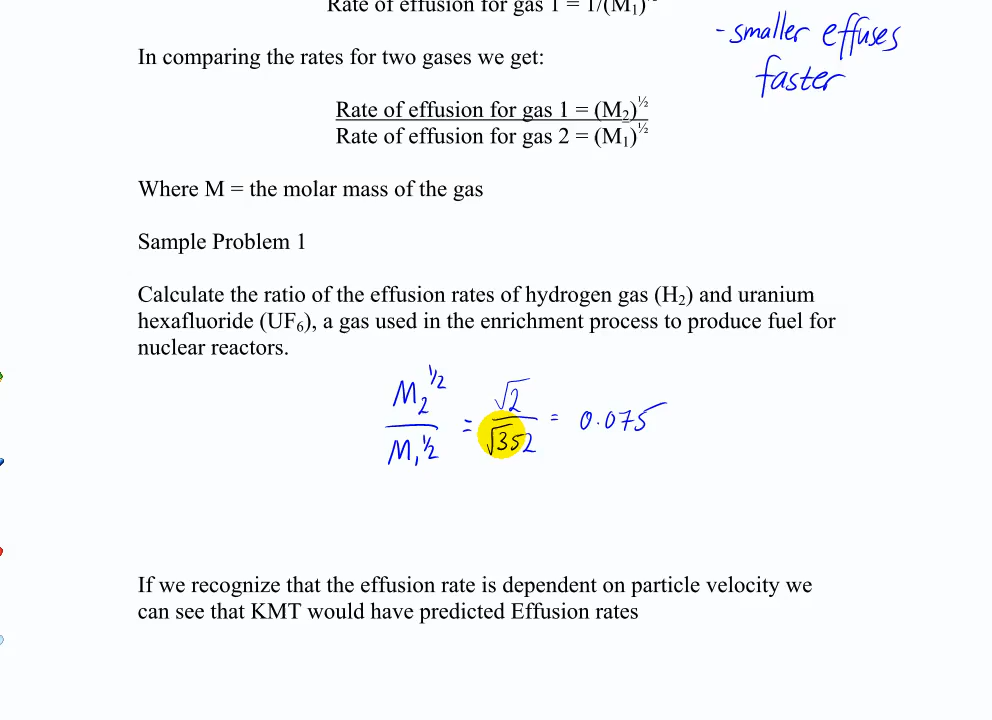 Rate of effusion for gas 1 = 1/(M₁)^½
- smaller effuses
faster
In comparing the rates for two gases we get:
Rate of effusion for gas 1 = (M₂)^½
Rate of effusion for gas 2 = (M₁)^½
Where M = the molar mass of the gas
Sample Problem 1
Calculate the ratio of the effusion rates of hydrogen gas (H₂) and uranium
hexafluoride (UF₆), a gas used in the enrichment process to produce fuel for
nuclear reactors.
M₂^1/2 / M₁^1/2 = √2 / √352 = 0.075
If we recognize that the effusion rate is dependent on particle velocity we
can see that KMT would have predicted Effusion rates